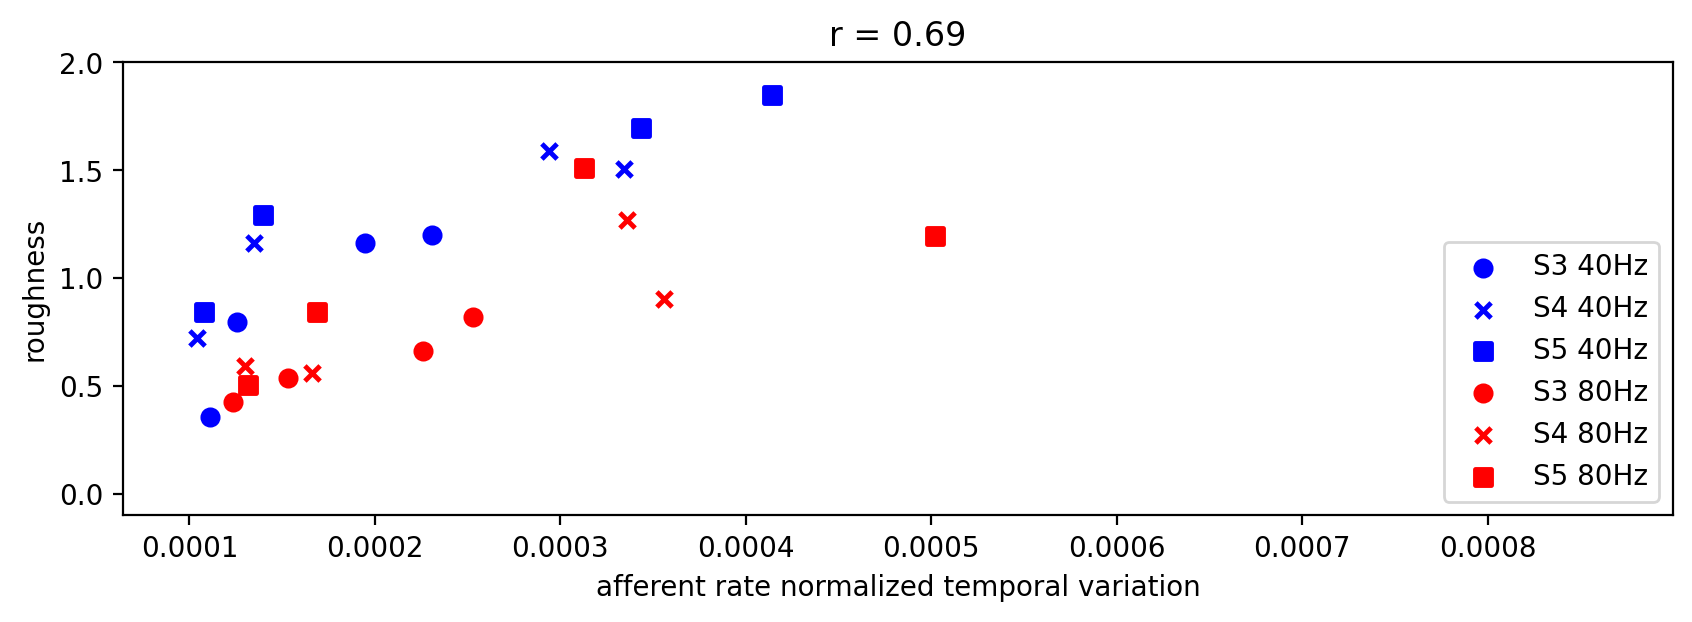 r = 0.69
2.0
1.5
1.0
0.5
0.0
roughness
0.0001 0.0002 0.0003 0.0004 0.0005 0.0006 0.0007 0.0008
afferent rate normalized temporal variation
S3 40Hz
S4 40Hz
S5 40Hz
S3 80Hz
S4 80Hz
S5 80Hz